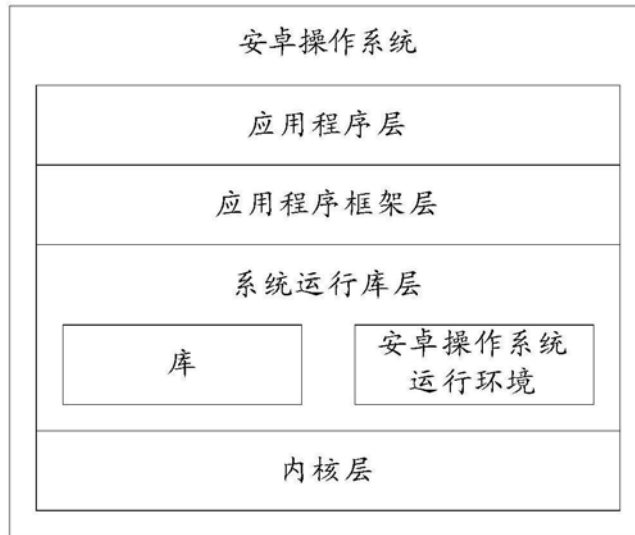 安卓操作系统
应用程序层
应用程序框架层
系统运行库层
库
安卓操作系统
运行环境
内核层